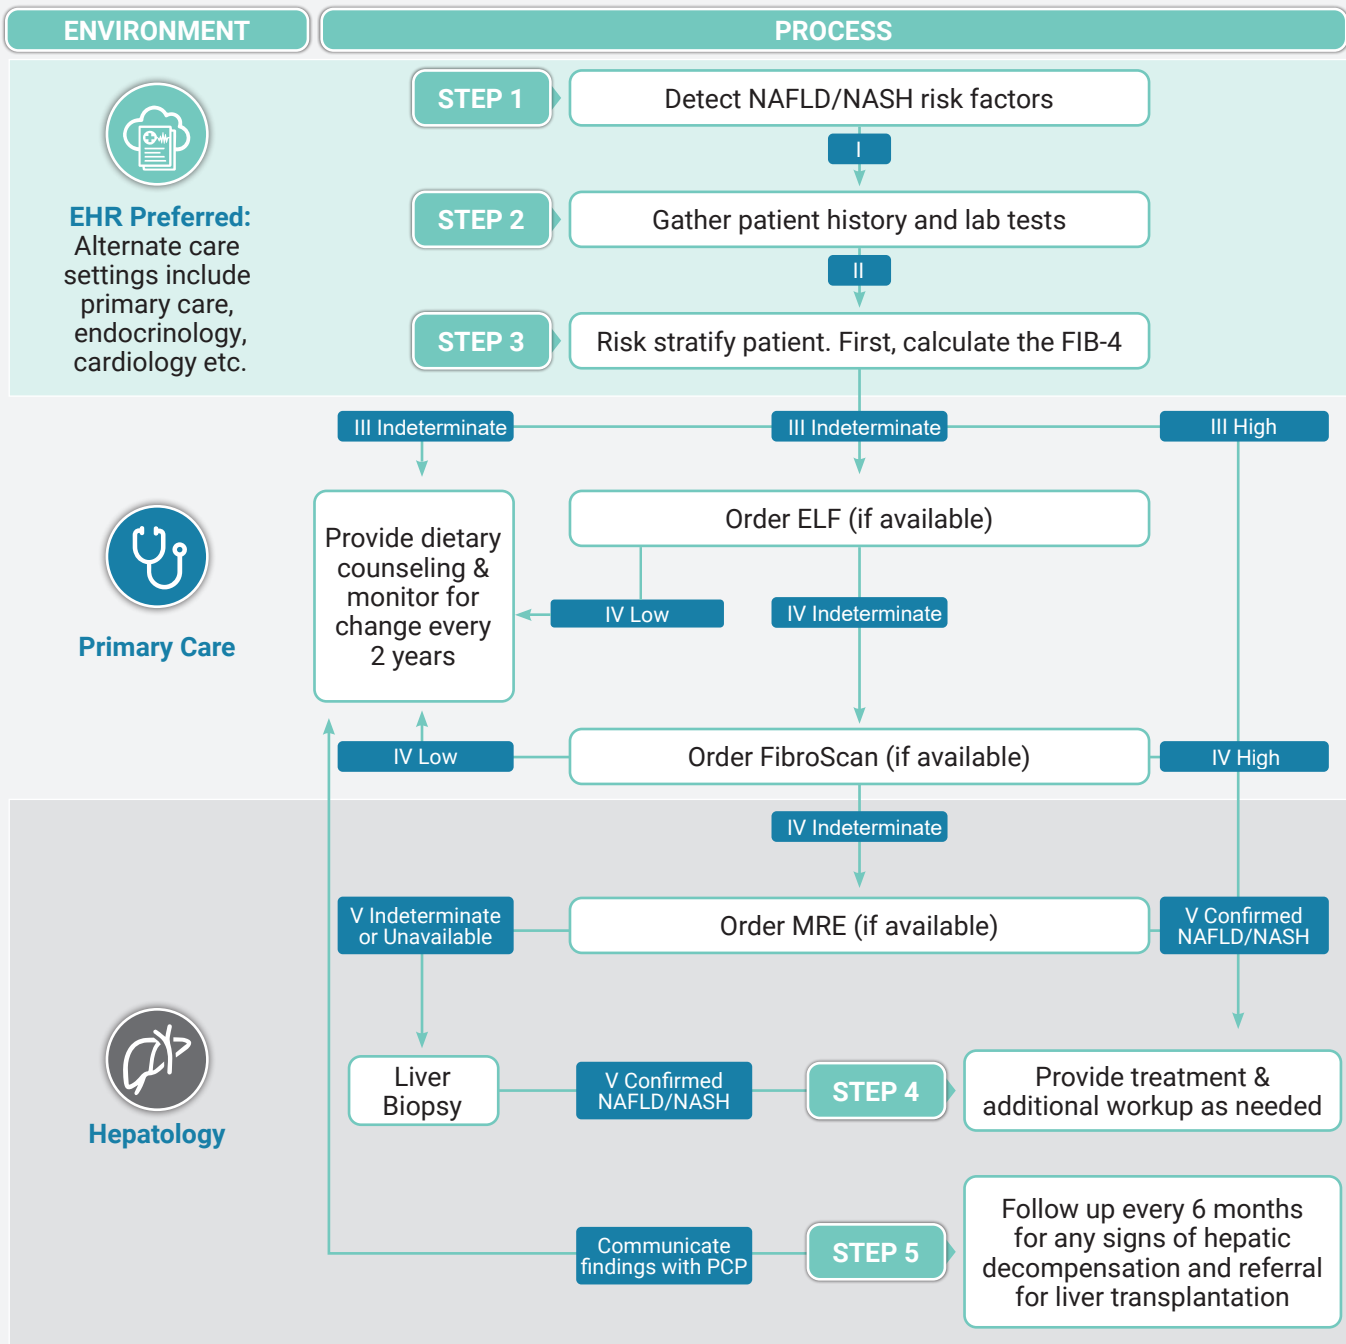 ENVIRONMENT
PROCESS
EHR Preferred:
Alternate care
settings include
primary care,
endocrinology,
cardiology etc.
STEP 1
Detect NAFLD/NASH risk factors
I
STEP 2
Gather patient history and lab tests
II
STEP 3
Risk stratify patient. First, calculate the FIB-4
III Indeterminate
III Indeterminate
III High
Primary Care
Provide dietary
counseling &
monitor for
change every
2 years
Order ELF (if available)
IV Low
IV Indeterminate
IV Low
Order FibroScan (if available)
IV High
IV Indeterminate
Hepatology
V Indeterminate
or Unavailable
Order MRE (if available)
V Confirmed
NAFLD/NASH
Liver
Biopsy
V Confirmed
NAFLD/NASH
STEP 4
Provide treatment &
additional workup as needed
Communicate
findings with PCP
STEP 5
Follow up every 6 months
for any signs of hepatic
decompensation and referral
for liver transplantation